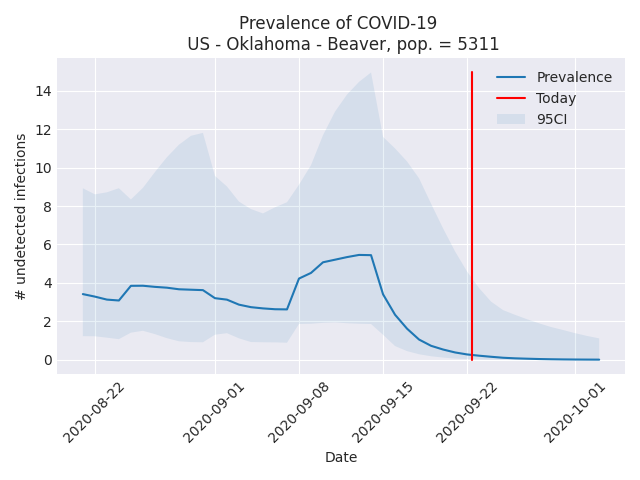 Prevalence of COVID-19
US - Oklahoma - Beaver, pop. = 5311
# undetected infections
14
12
10
8
6
4
2
0
Prevalence
Today
95CI
2020-08-22
2020-09-01
2020-09-08
2020-09-15
2020-09-22
2020-10-01
Date